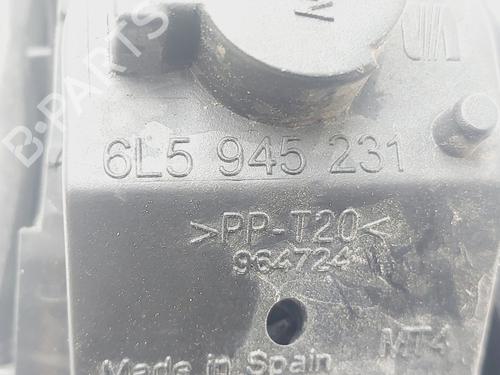 B-PARTS
6L5 945 231
>PP-T20<
964724
MT4
Made in Spain